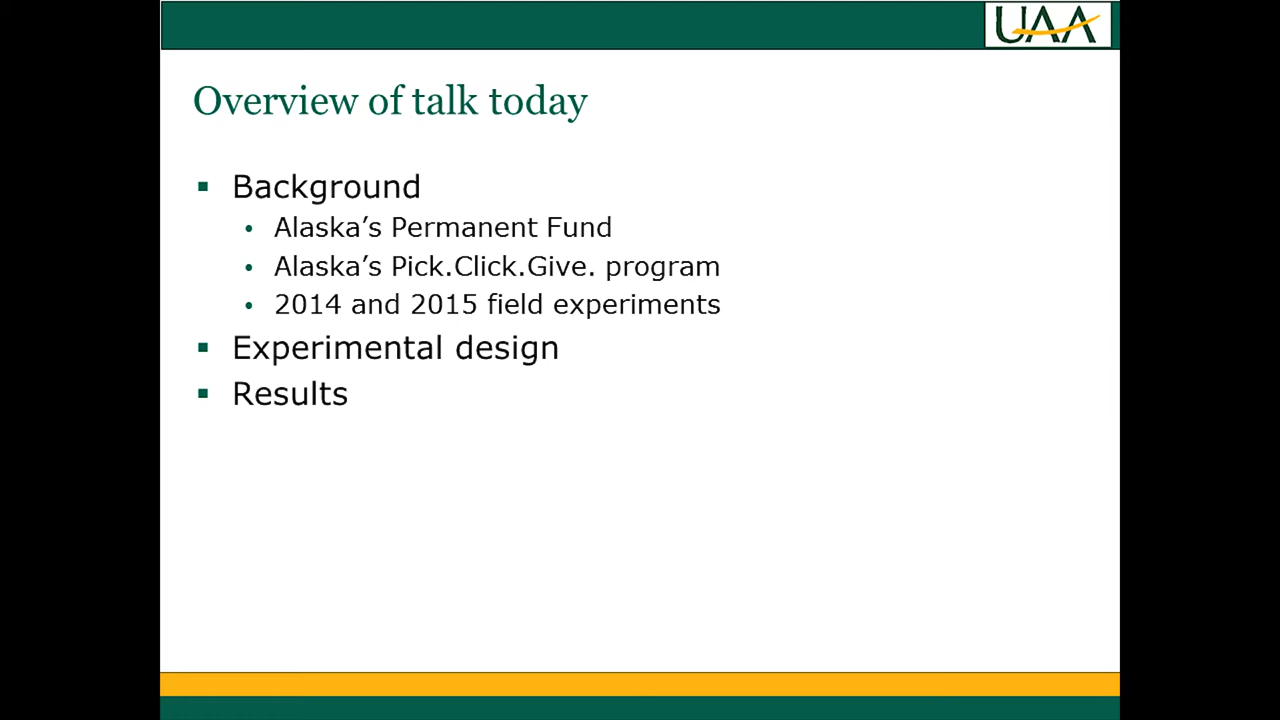 UAA
Overview of talk today
Background
Alaska's Permanent Fund
Alaska's Pick.Click.Give. program
2014 and 2015 field experiments
Experimental design
Results